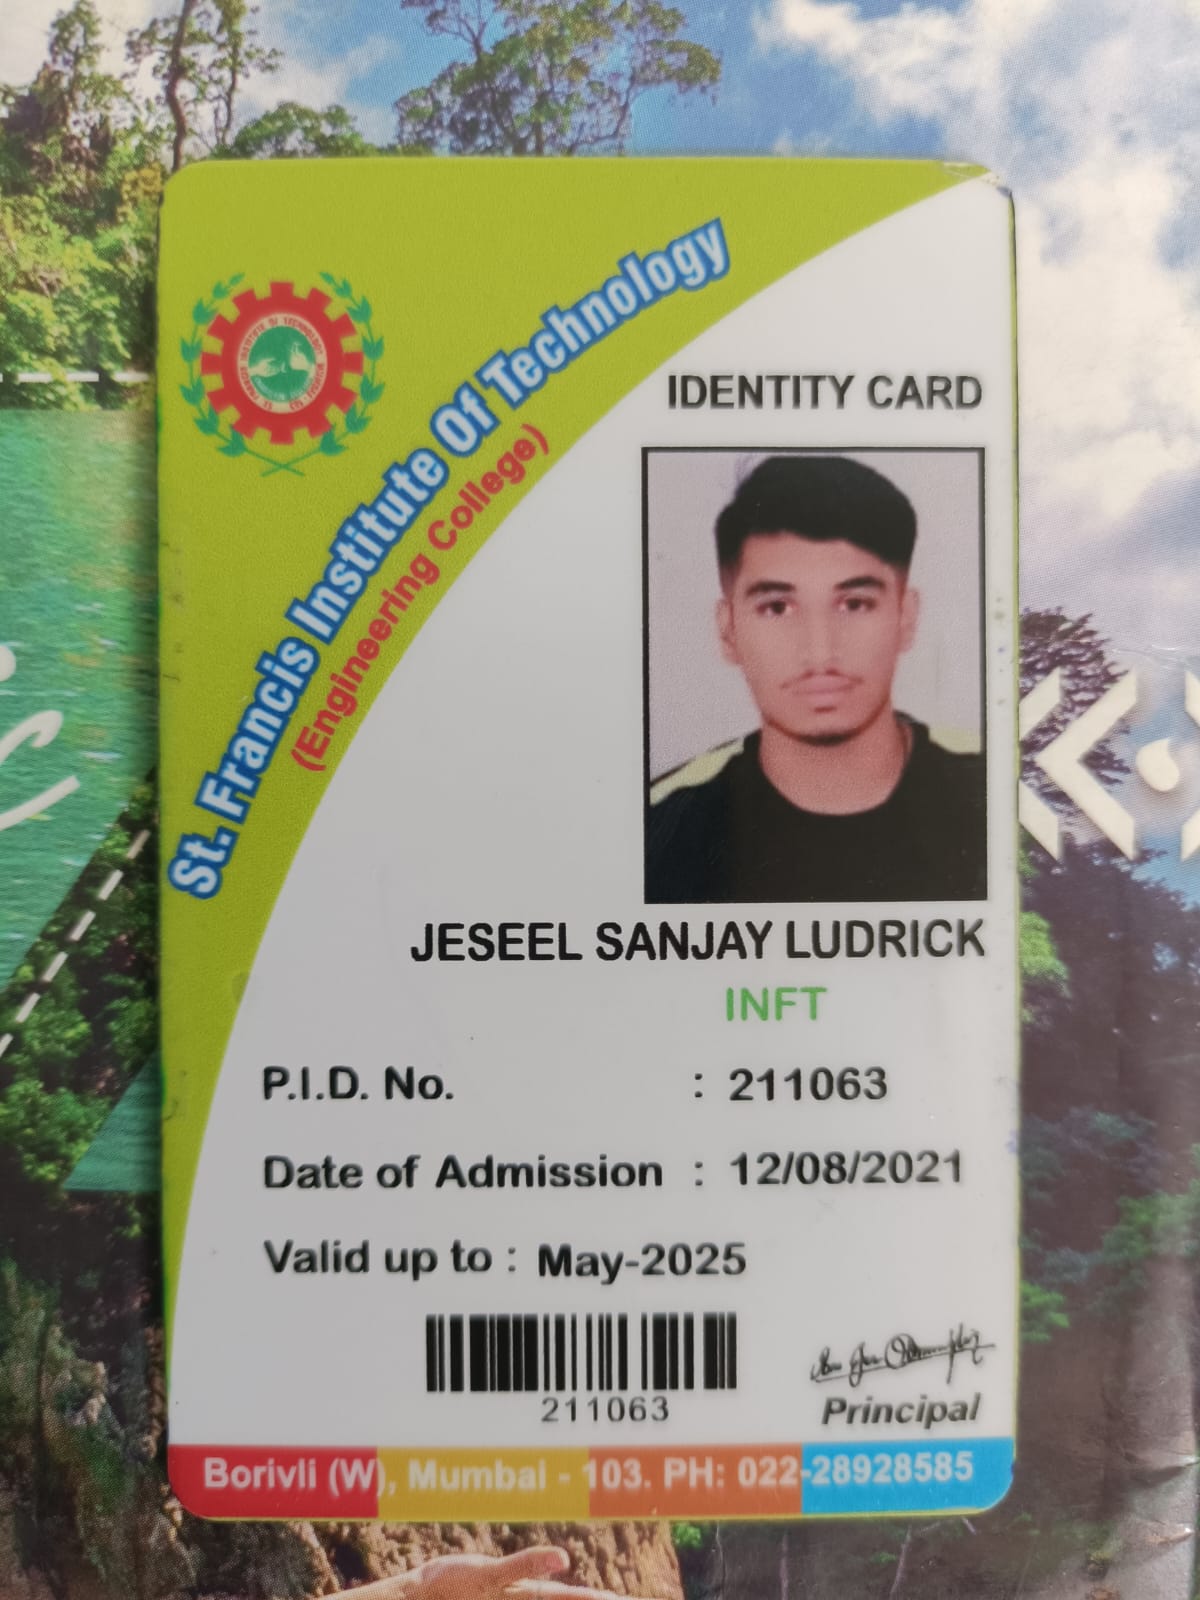 St. Francis Institute Of Technology
(Engineering College)
IDENTITY CARD
JESEEL SANJAY LUDRICK
INFT
P.I.D. No. : 211063
Date of Admission : 12/08/2021
Valid up to : May-2025
211063
Principal
Borivli (W), Mumbai - 103. PH: 022-28928585